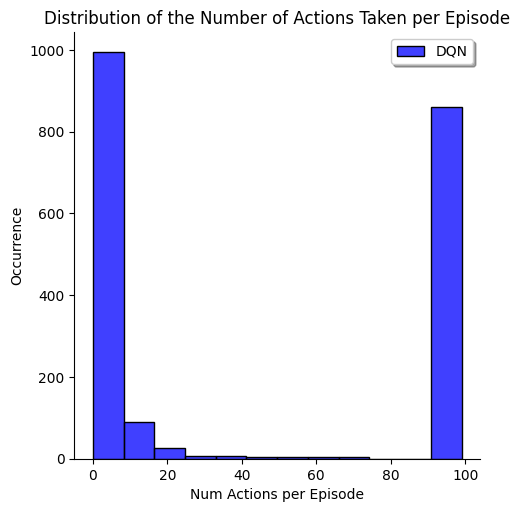 Distribution of the Number of Actions Taken per Episode
DQN
1000
800
600
400
200
0
Occurrence
0 20 40 60 80 100
Num Actions per Episode